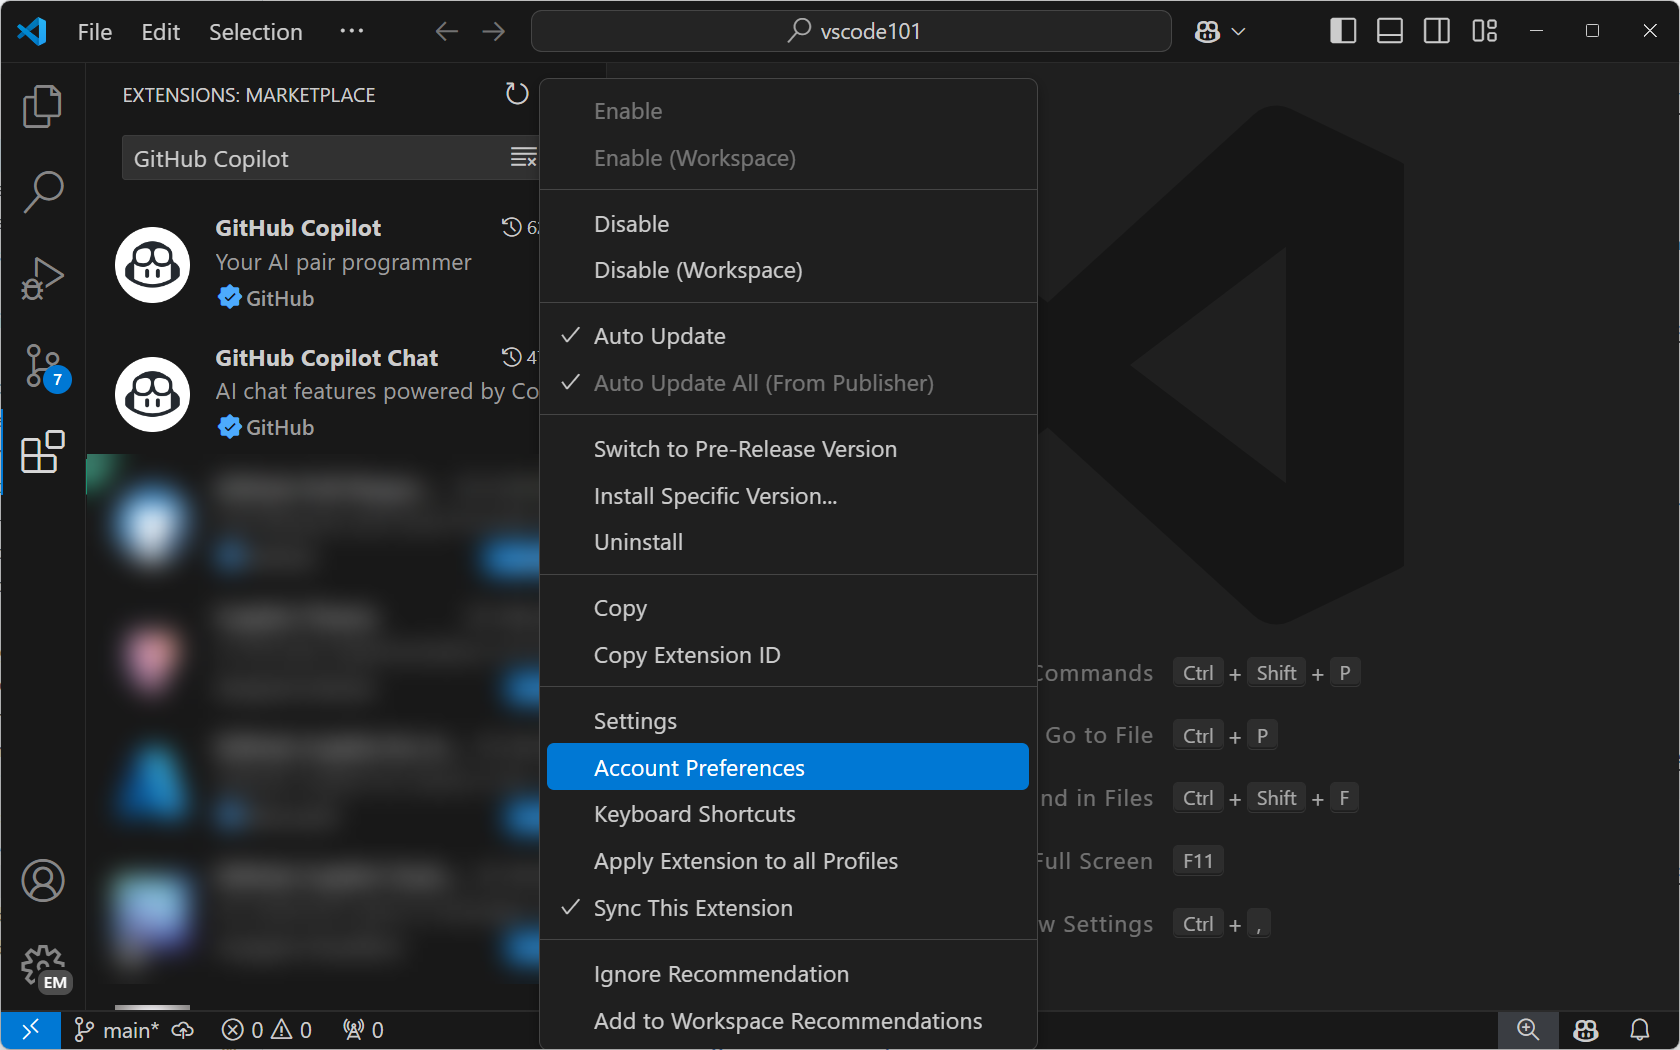 File Edit Selection ··· vscode101
EXTENSIONS: MARKETPLACE
GitHub Copilot
GitHub Copilot
Your AI pair programmer
GitHub
GitHub Copilot Chat
AI chat features powered by Co
GitHub
7
EM
Enable
Enable (Workspace)
Disable
Disable (Workspace)
Auto Update
Auto Update All (From Publisher)
Switch to Pre-Release Version
Install Specific Version...
Uninstall
Copy
Copy Extension ID
Settings
Account Preferences
Keyboard Shortcuts
Apply Extension to all Profiles
Sync This Extension
Ignore Recommendation
Add to Workspace Recommendations
Commands Ctrl + Shift + P
Go to File Ctrl + P
nd in Files Ctrl + Shift + F
Full Screen F11
w Settings Ctrl + ,
main* 0 0 0